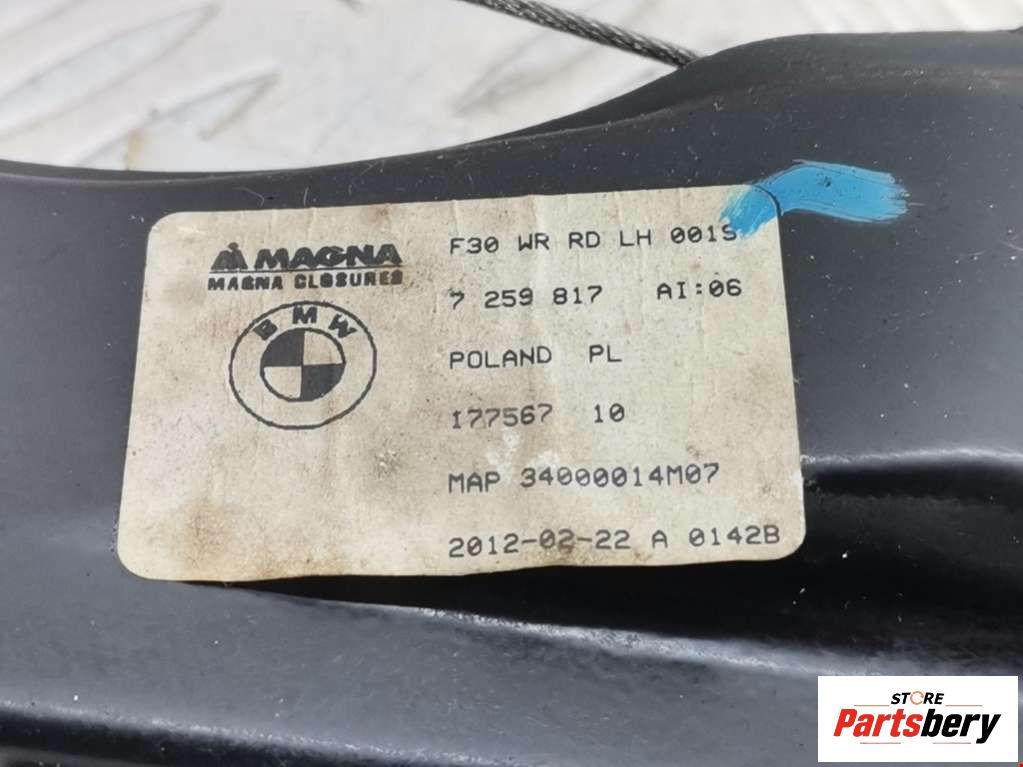 MAGNA
MAGNA CLOSURES
BMW
F30 WR RD LH 001S
7 259 817 AI:06
POLAND PL
177567 10
MAP 34000014M07
2012-02-22 A 0142B
STORE
Partsbery